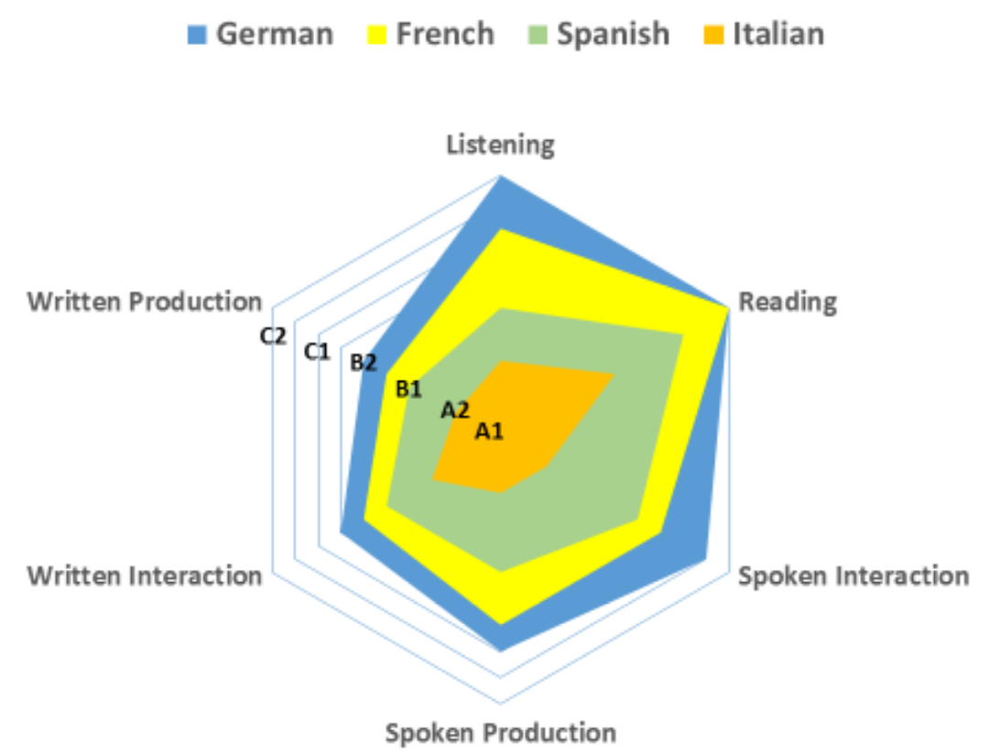 German French Spanish Italian
Listening
Written Production
Reading
C2
C1
B2
B1
A2
A1
Written Interaction
Spoken Interaction
Spoken Production